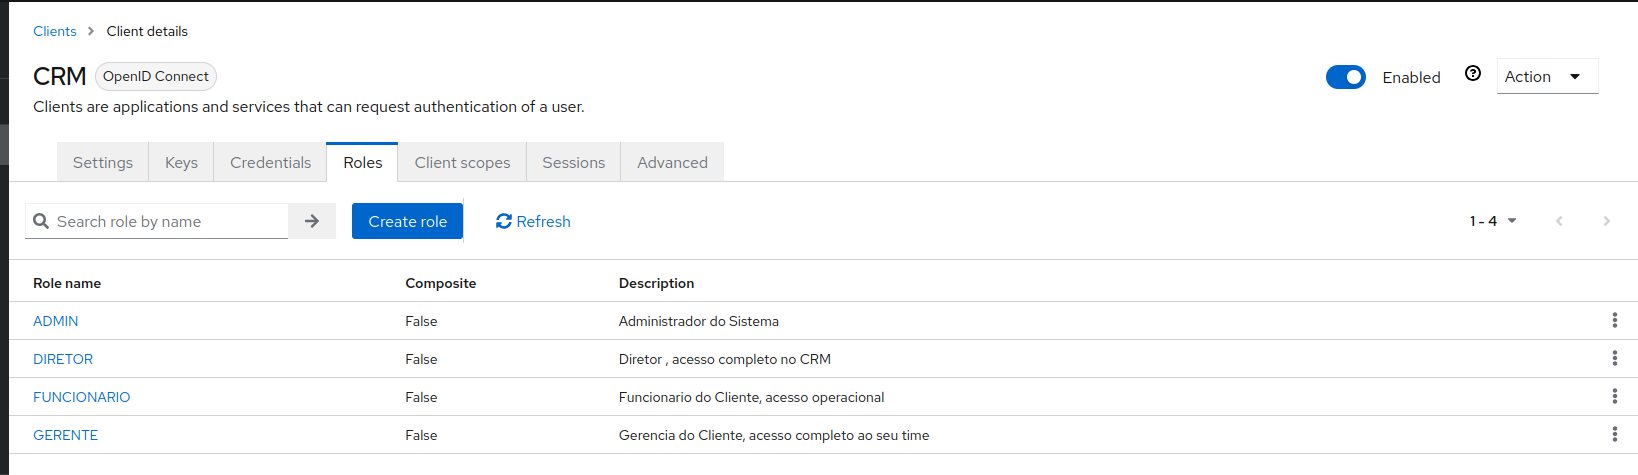 Clients > Client details
CRM OpenID Connect Enabled Action
Clients are applications and services that can request authentication of a user.
Settings Keys Credentials Roles Client scopes Sessions Advanced
Search role by name Create role Refresh 1 - 4
Role name Composite Description
ADMIN False Administrador do Sistema
DIRETOR False Diretor , acesso completo no CRM
FUNCIONARIO False Funcionario do Cliente, acesso operacional
GERENTE False Gerencia do Cliente, acesso completo ao seu time